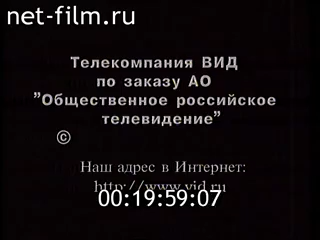 net-film.ru
Телекомпания ВИД
по заказу АО
"Общественное российское
телевидение"
©
Наш адрес в Интернет:
http://www.vid.ru
00:19:59:07